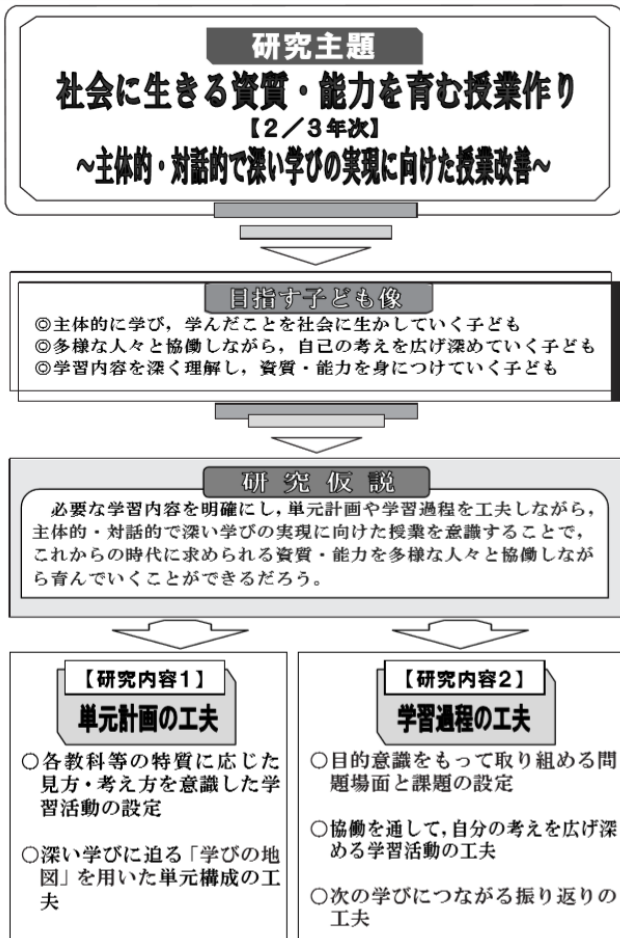 研究主題
社会に生きる資質・能力を育む授業作り
【2／3年次】
～主体的・対話的で深い学びの実現に向けた授業改善～
目指す子ども像
◎主体的に学び，学んだことを社会に生かしていく子ども
◎多様な人々と協働しながら，自己の考えを広げ深めていく子ども
◎学習内容を深く理解し，資質・能力を身につけていく子ども
研究仮説
必要な学習内容を明確にし，単元計画や学習過程を工夫しながら，
主体的・対話的で深い学びの実現に向けた授業を意識することで，
これからの時代に求められる資質・能力を多様な人々と協働しなが
ら育んでいくことができるだろう。
【研究内容1】
単元計画の工夫
○各教科等の特質に応じた
見方・考え方を意識した学
習活動の設定
○深い学びに迫る「学びの地
図」を用いた単元構成の工
夫
【研究内容2】
学習過程の工夫
○目的意識をもって取り組める問
題場面と課題の設定
○協働を通して，自分の考えを広げ深
める学習活動の工夫
○次の学びにつながる振り返りの
工夫